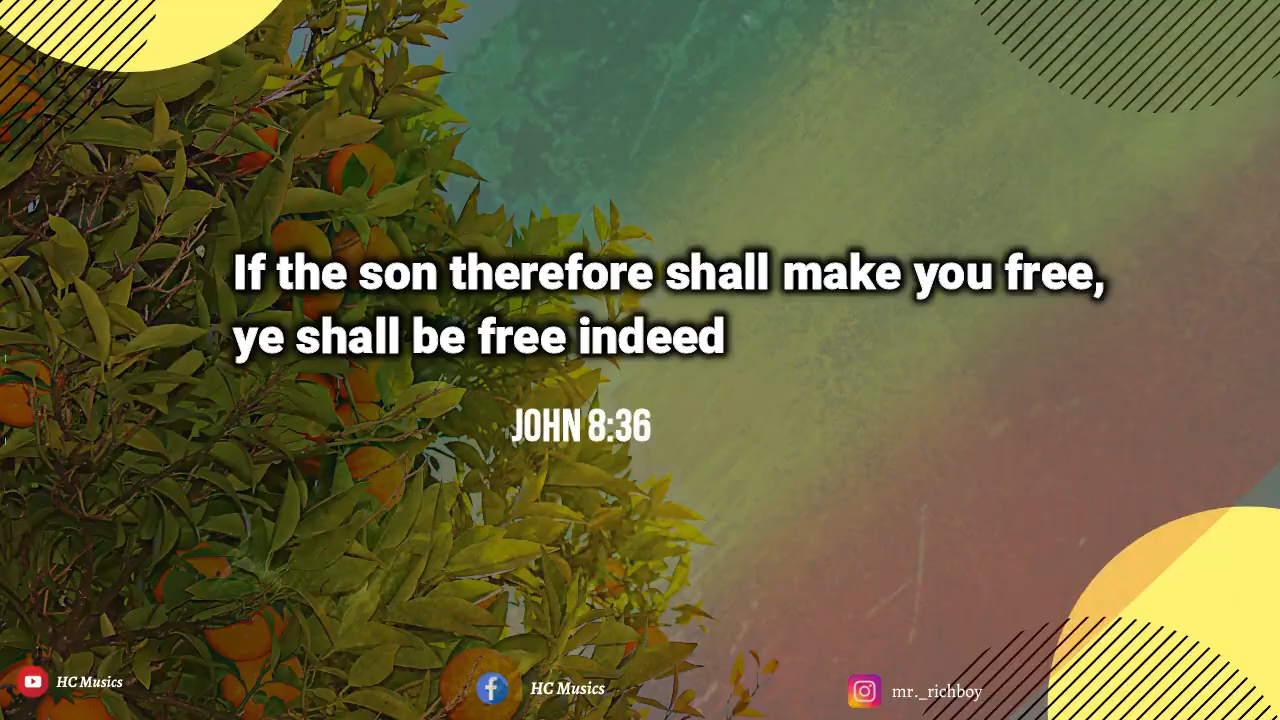 If the son therefore shall make you free,
ye shall be free indeed
JOHN 8:36
HC Musics
HC Musics
mr._richboy